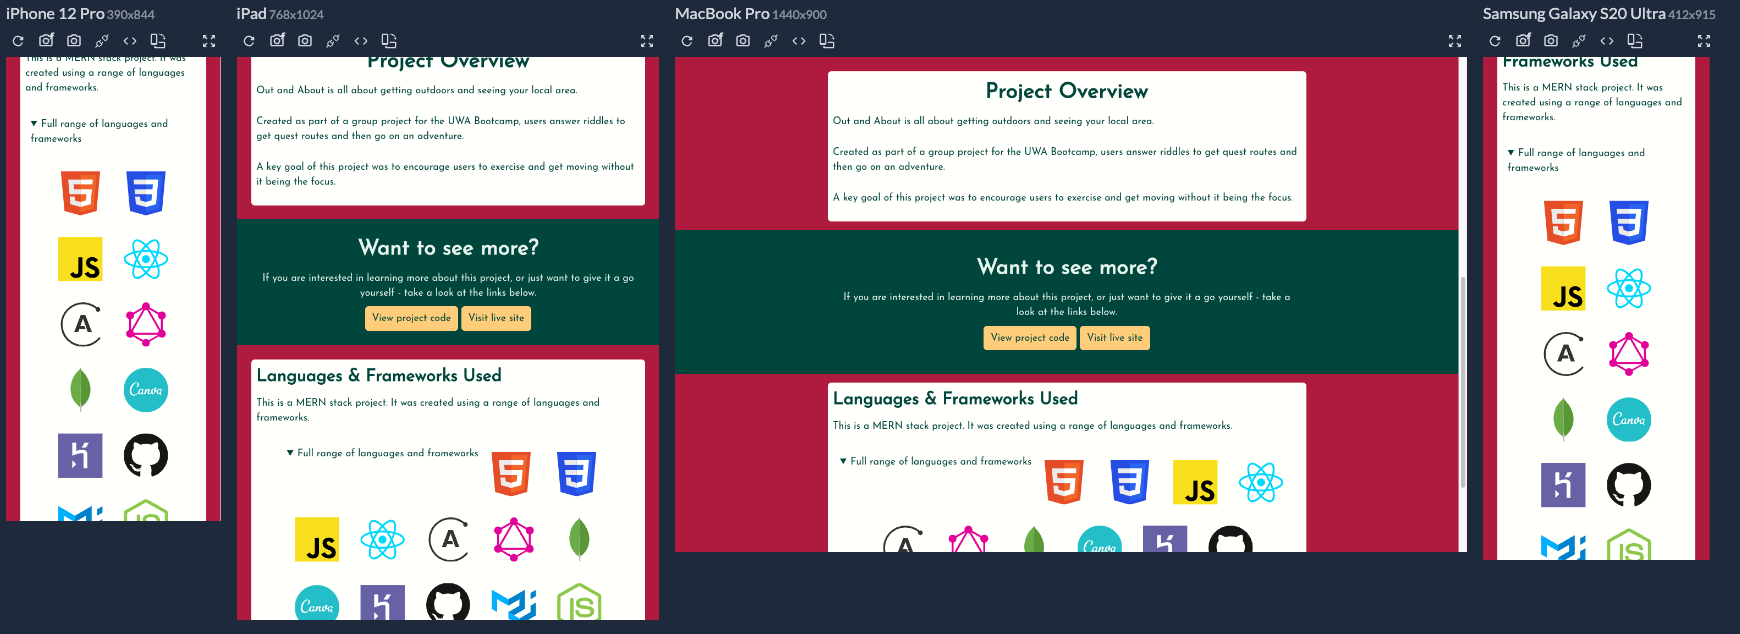 iPhone 12 Pro 390x844
This is a MERN stack project. It was
created using a range of languages
and frameworks.
▼ Full range of languages and
frameworks
JS
A
Canva
iPad 768x1024
Project Overview
Out and About is all about getting outdoors and seeing your local area.
Created as part of a group project for the UWA Bootcamp, users answer riddles to
get quest routes and then go on an adventure.
A key goal of this project was to encourage users to exercise and get moving without
it being the focus.
Want to see more?
If you are interested in learning more about this project, or just want to give it a go
yourself - take a look at the links below.
View project code
Visit live site
Languages & Frameworks Used
This is a MERN stack project. It was created using a range of languages and
frameworks.
▼ Full range of languages and frameworks
JS
A
Canva
JS
MacBook Pro 1440x900
Project Overview
Out and About is all about getting outdoors and seeing your local area.
Created as part of a group project for the UWA Bootcamp, users answer riddles to get quest routes and
then go on an adventure.
A key goal of this project was to encourage users to exercise and get moving without it being the focus.
Want to see more?
If you are interested in learning more about this project, or just want to give it a go yourself - take a
look at the links below.
View project code
Visit live site
Languages & Frameworks Used
This is a MERN stack project. It was created using a range of languages and frameworks.
▼ Full range of languages and frameworks
JS
A
Canva
Samsung Galaxy S20 Ultra 412x915
Frameworks Used
This is a MERN stack project. It was
created using a range of languages and
frameworks.
▼ Full range of languages and
frameworks
JS
A
Canva
JS